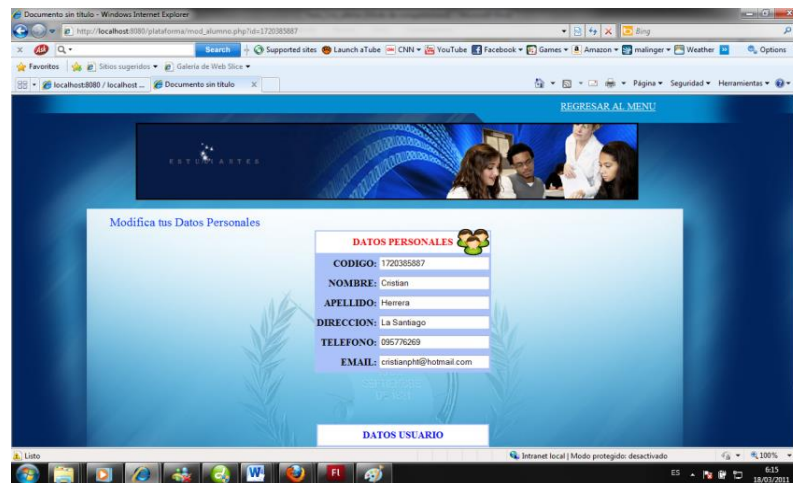 Documento sin título - Windows Internet Explorer
http://localhost:8080/plataforma/mod_alumno.php?id=1720385887
Bing
Search
Supported sites Launch aTube CNN YouTube Facebook Games Amazon malinger Weather Options
Favoritos Sitios sugeridos Galería de Web Slice
localhost:8080 / localhost ... Documento sin título X Página Seguridad Herramientas
REGRESAR AL MENU
Modifica tus Datos Personales
DATOS PERSONALES
CODIGO: 1720385887
NOMBRE: Cristian
APELLIDO: Herrera
DIRECCION: La Santiago
TELEFONO: 095776269
EMAIL: cristianpht@hotmail.com
DATOS USUARIO
Listo Intranet local | Modo protegido: desactivado 100%
ES 6:15
18/03/2011